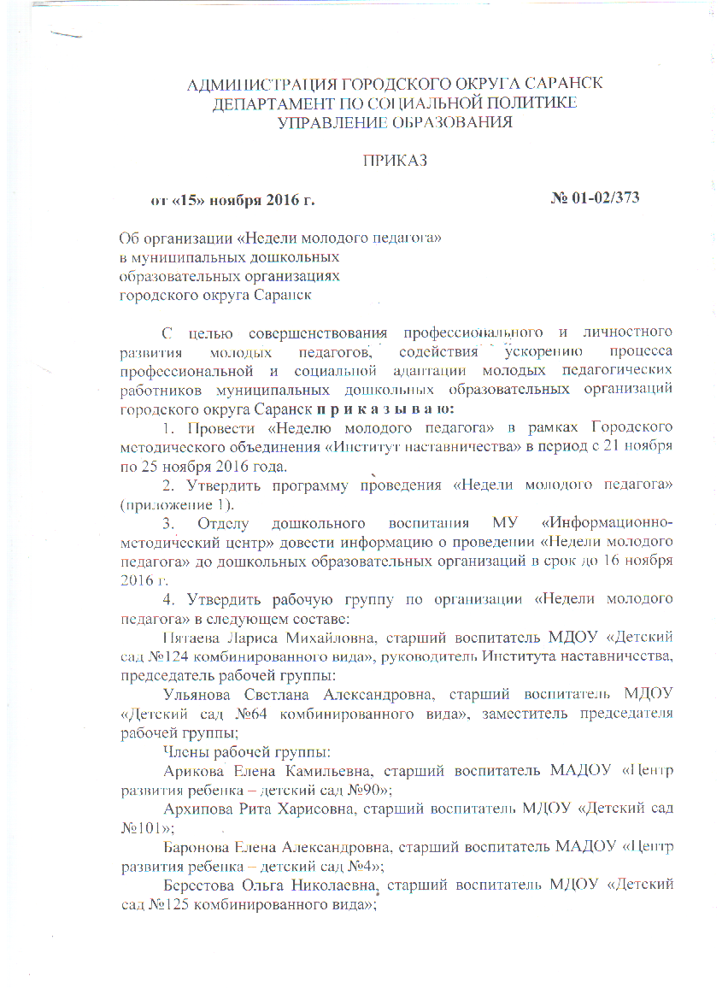 АДМИНИСТРАЦИЯ ГОРОДСКОГО ОКРУГА САРАНСК
ДЕПАРТАМЕНТ ПО СОЦИАЛЬНОЙ ПОЛИТИКЕ
УПРАВЛЕНИЕ ОБРАЗОВАНИЯ
ПРИКАЗ
от «15» ноября 2016 г. № 01-02/373
Об организации «Недели молодого педагога»
в муниципальных дошкольных
образовательных организациях
городского округа Саранск
С целью совершенствования профессионального и личностного
развития молодых педагогов, содействия ускорению процесса
профессиональной и социальной адаптации молодых педагогических
работников муниципальных дошкольных образовательных организаций
городского округа Саранск п р и к а з ы в а ю:
1. Провести «Неделю молодого педагога» в рамках Городского
методического объединения «Институт наставничества» в период с 21 ноября
по 25 ноября 2016 года.
2. Утвердить программу проведения «Недели молодого педагога»
(приложение 1).
3. Отделу дошкольного воспитания МУ «Информационно-
методический центр» довести информацию о проведении «Недели молодого
педагога» до дошкольных образовательных организаций в срок до 16 ноября
2016 г.
4. Утвердить рабочую группу по организации «Недели молодого
педагога» в следующем составе:
Пятаева Лариса Михайловна, старший воспитатель МДОУ «Детский
сад №124 комбинированного вида», руководитель Института наставничества,
председатель рабочей группы:
Ульянова Светлана Александровна, старший воспитатель МДОУ
«Детский сад №64 комбинированного вида», заместитель председателя
рабочей группы;
Члены рабочей группы:
Арикова Елена Камильевна, старший воспитатель МАДОУ «Центр
развития ребенка – детский сад №90»;
Архипова Рита Харисовна, старший воспитатель МДОУ «Детский сад
№101»;
Баронова Елена Александровна, старший воспитатель МАДОУ «Центр
развития ребенка – детский сад №4»;
Берестова Ольга Николаевна, старший воспитатель МДОУ «Детский
сад №125 комбинированного вида»;